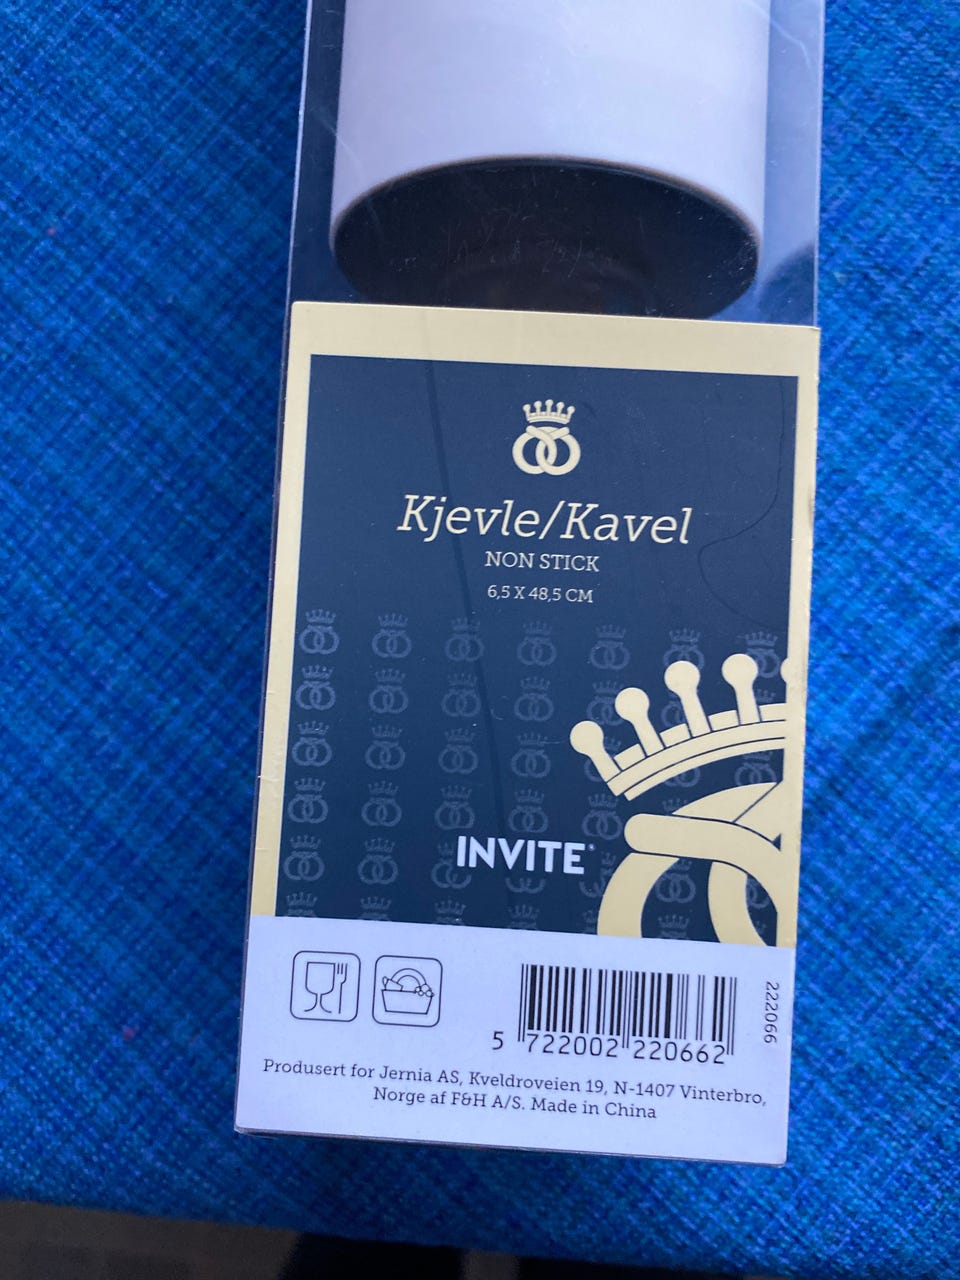 Kjevle/Kavel
NON STICK
6,5 X 48,5 CM
INVITE®
222066
5 722002 220662
Produsert for Jernia AS, Kveldroveien 19, N-1407 Vinterbro,
Norge af F&H A/S. Made in China